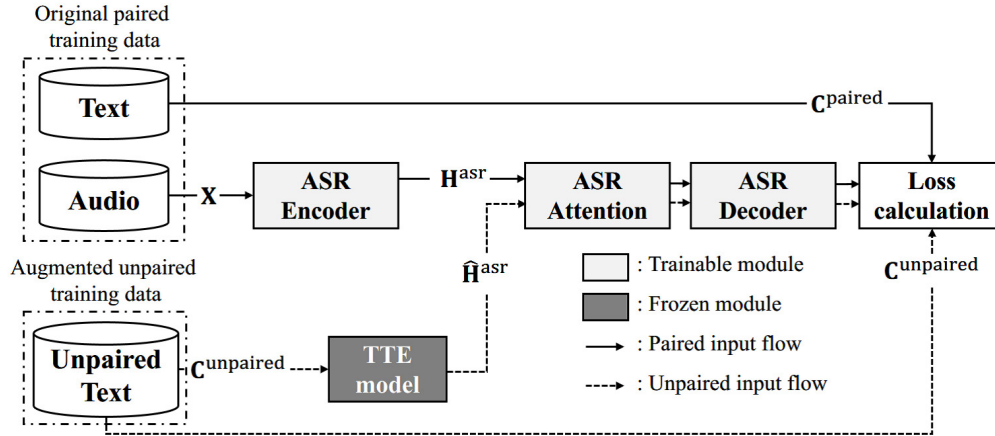 Original paired
training data
Text
C^paired
Audio
X
ASR
Encoder
H^asr
ASR
Attention
ASR
Decoder
Loss
calculation
Augmented unpaired
training data
Ĥ^asr
C^unpaired
: Trainable module
: Frozen module
: Paired input flow
: Unpaired input flow
Unpaired
Text
C^unpaired
TTE
model